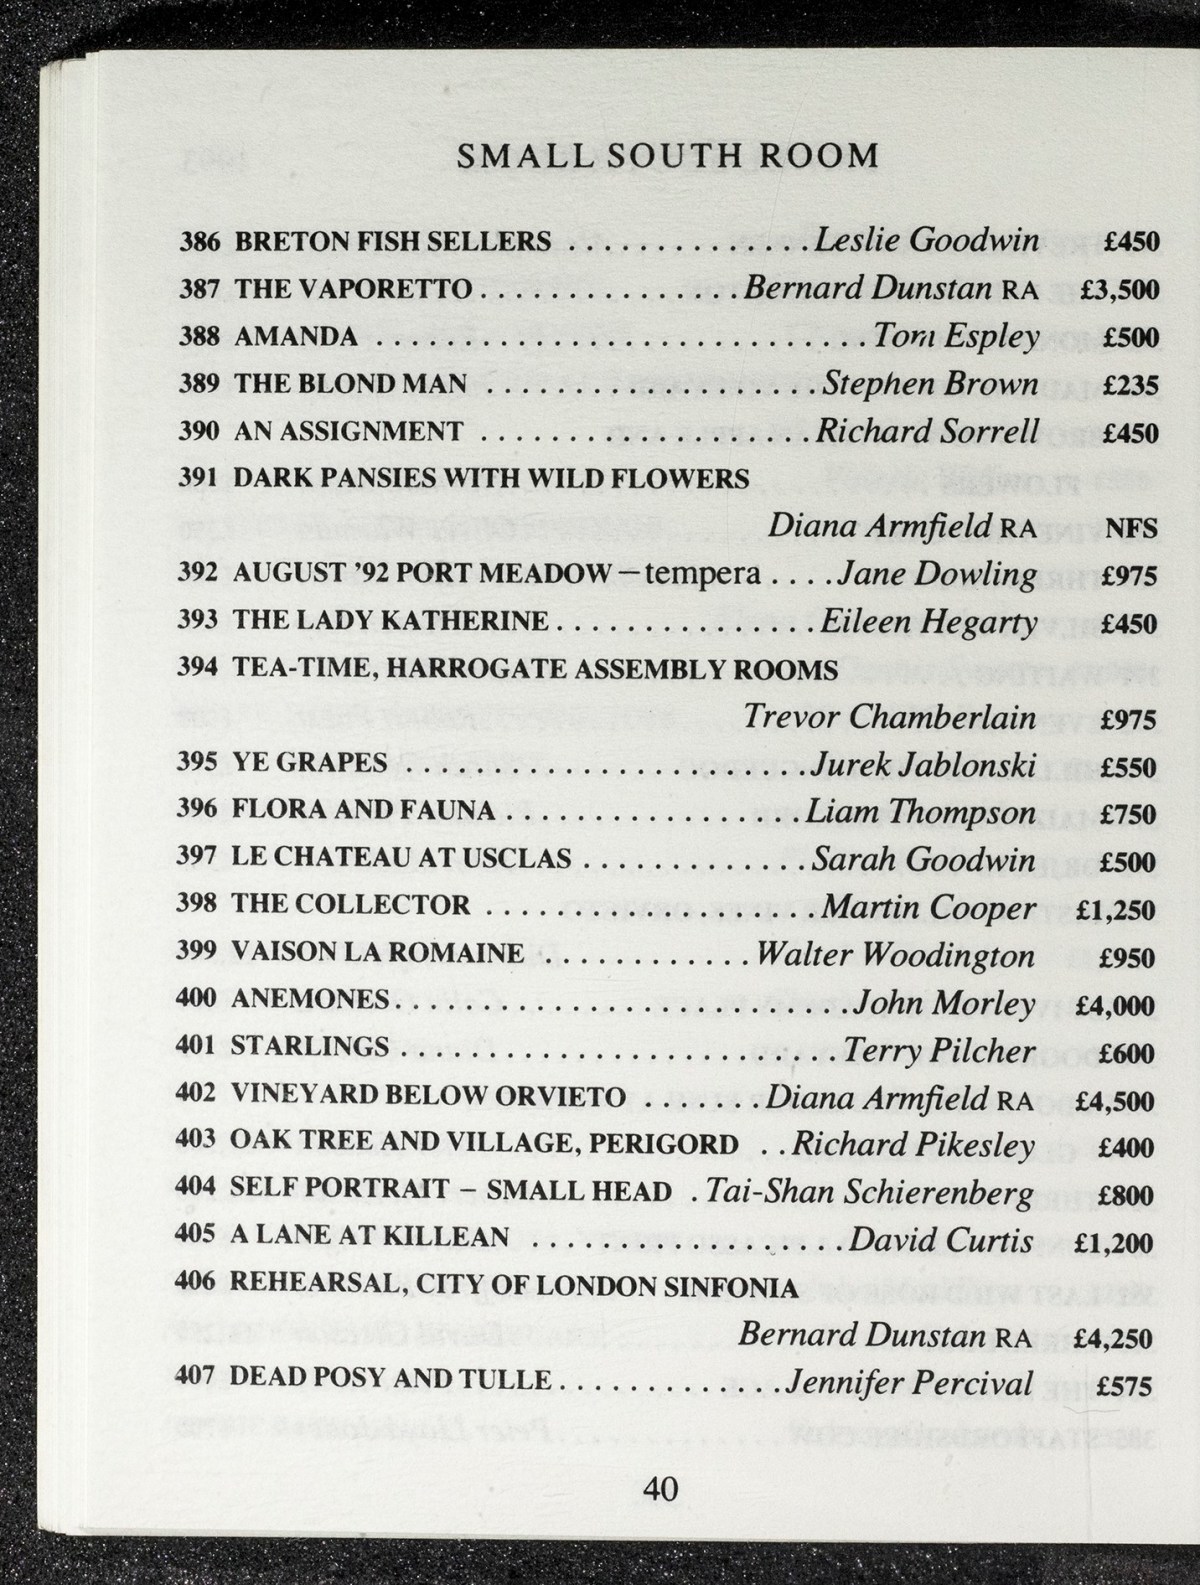 SMALL SOUTH ROOM
386 BRETON FISH SELLERS . . . . . . . . . . . . . . Leslie Goodwin £450
387 THE VAPORETTO . . . . . . . . . . . . . . . Bernard Dunstan RA £3,500
388 AMANDA . . . . . . . . . . . . . . . . . . . . . . . . . . . . Tom Espley £500
389 THE BLOND MAN . . . . . . . . . . . . . . . . . . . Stephen Brown £235
390 AN ASSIGNMENT . . . . . . . . . . . . . . . . . . . Richard Sorrell £450
391 DARK PANSIES WITH WILD FLOWERS
Diana Armfield RA NFS
392 AUGUST ’92 PORT MEADOW – tempera . . . . Jane Dowling £975
393 THE LADY KATHERINE . . . . . . . . . . . . . . . Eileen Hegarty £450
394 TEA-TIME, HARROGATE ASSEMBLY ROOMS
Trevor Chamberlain £975
395 YE GRAPES . . . . . . . . . . . . . . . . . . . . . . . Jurek Jablonski £550
396 FLORA AND FAUNA . . . . . . . . . . . . . . . . . Liam Thompson £750
397 LE CHATEAU AT USCLAS . . . . . . . . . . . . . Sarah Goodwin £500
398 THE COLLECTOR . . . . . . . . . . . . . . . . . . . Martin Cooper £1,250
399 VAISON LA ROMAINE . . . . . . . . . . . . Walter Woodington £950
400 ANEMONES . . . . . . . . . . . . . . . . . . . . . . . . . . John Morley £4,000
401 STARLINGS . . . . . . . . . . . . . . . . . . . . . . . . . Terry Pilcher £600
402 VINEYARD BELOW ORVIETO . . . . . . . Diana Armfield RA £4,500
403 OAK TREE AND VILLAGE, PERIGORD . . Richard Pikesley £400
404 SELF PORTRAIT – SMALL HEAD . Tai-Shan Schierenberg £800
405 A LANE AT KILLEAN . . . . . . . . . . . . . . . . . . David Curtis £1,200
406 REHEARSAL, CITY OF LONDON SINFONIA
Bernard Dunstan RA £4,250
407 DEAD POSY AND TULLE . . . . . . . . . . . . . Jennifer Percival £575
40